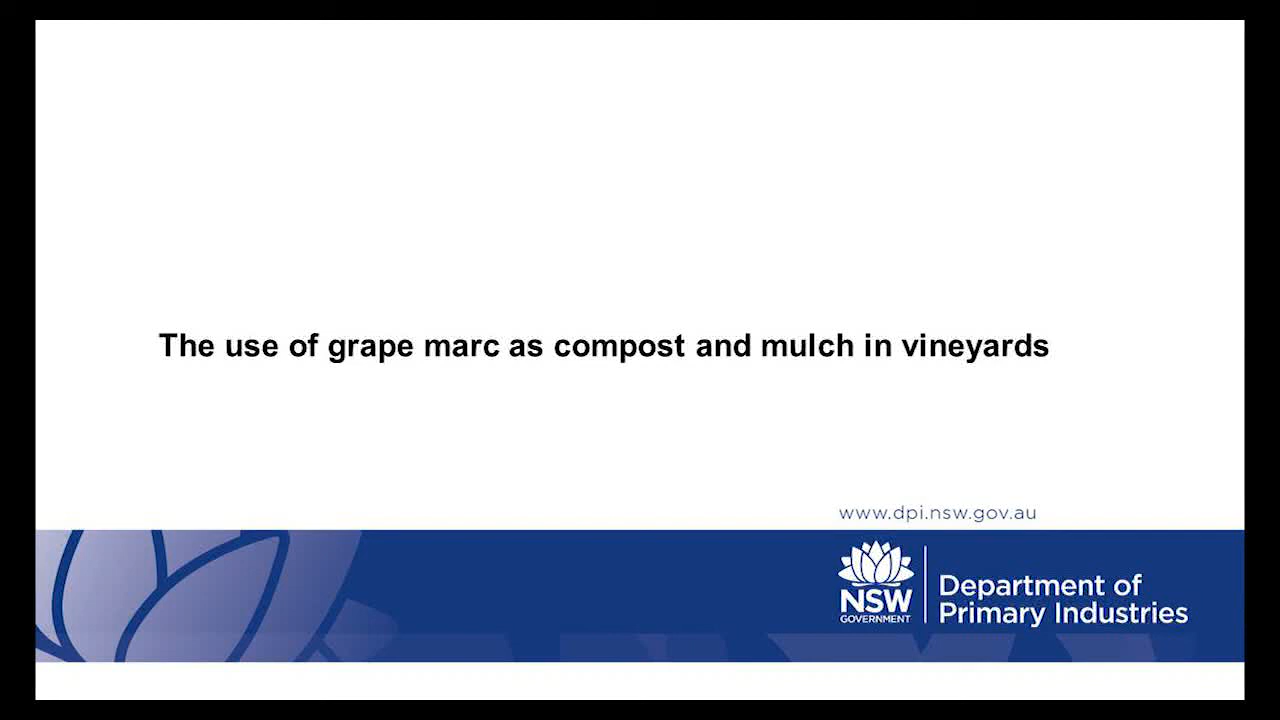 The use of grape marc as compost and mulch in vineyards
www.dpi.nsw.gov.au
NSW
GOVERNMENT
Department of
Primary Industries